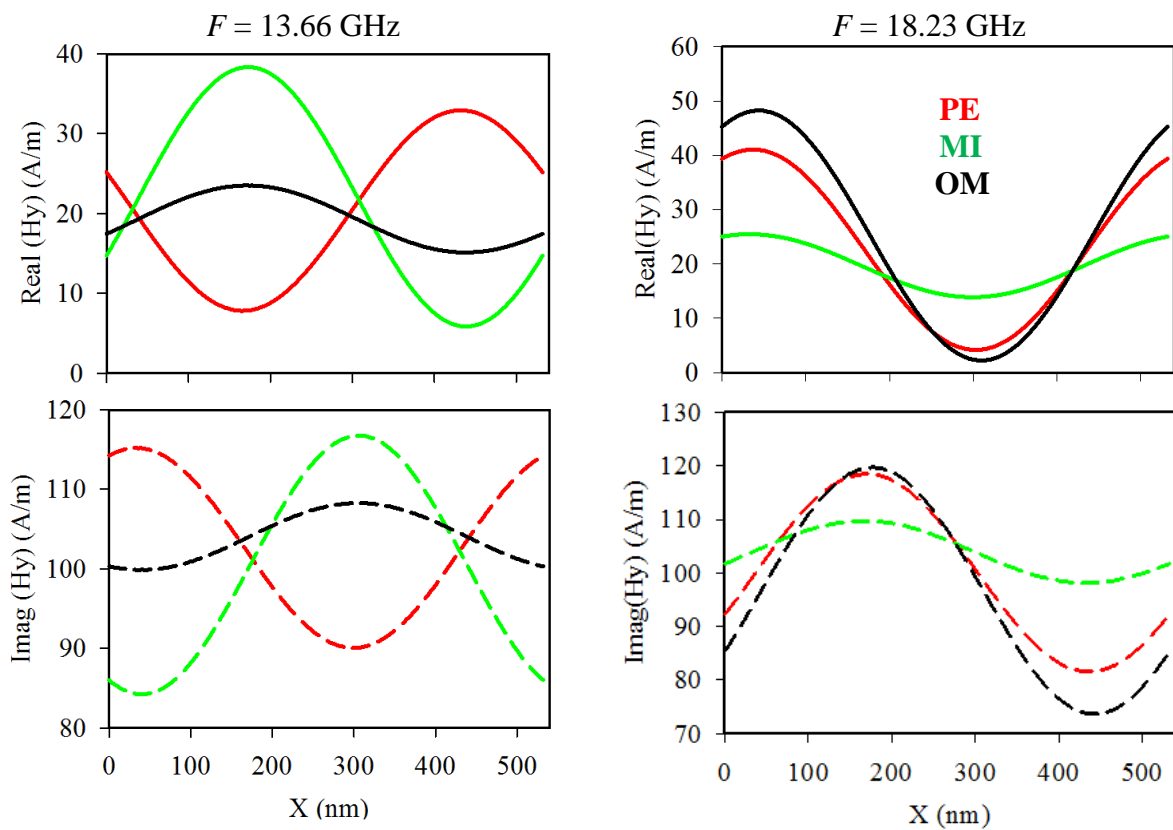 F = 13.66 GHz
F = 18.23 GHz
40
30
20
10
0
Real (Hy) (A/m)
60
50
40
30
20
10
0
Real(Hy) (A/m)
PE
MI
OM
120
110
100
90
80
Imag (Hy) (A/m)
0 100 200 300 400 500
X (nm)
130
120
110
100
90
80
70
Imag(Hy) (A/m)
0 100 200 300 400 500
X (nm)